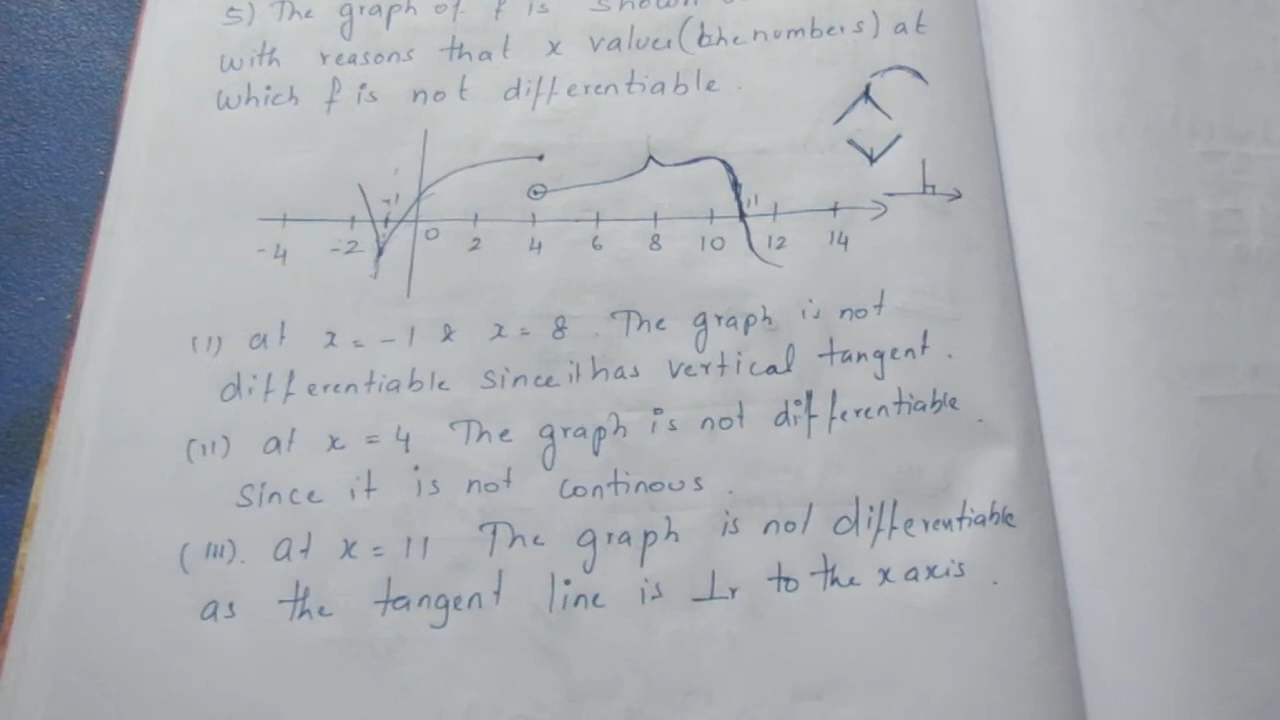 5) The graph of f is shown
with reasons that x values (the numbers) at
which f is not differentiable.
-1
11
-4 -2 0 2 4 6 8 10 12 14
(I) at x = -1 & x = 8. The graph is not
differentiable since it has vertical tangent.
(II) at x = 4 The graph is not differentiable.
Since it is not continous.
(III). at x = 11 The graph is not differentiable
as the tangent line is ⊥r to the x axis.